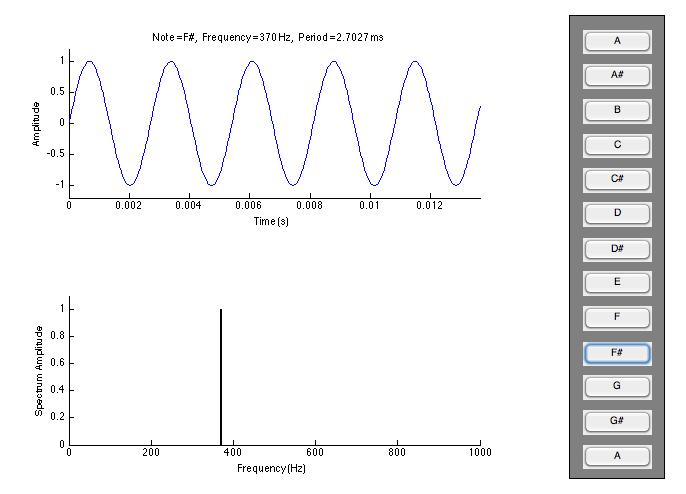 Note=F#, Frequency=370Hz, Period=2.7027ms
1
0.5
0
-0.5
-1
Amplitude
0 0.002 0.004 0.006 0.008 0.01 0.012
Time(s)
1
0.8
0.6
0.4
0.2
0
Spectrum Amplitude
0 200 400 600 800 1000
Frequency(Hz)
A
A#
B
C
C#
D
D#
E
F
F#
G
G#
A